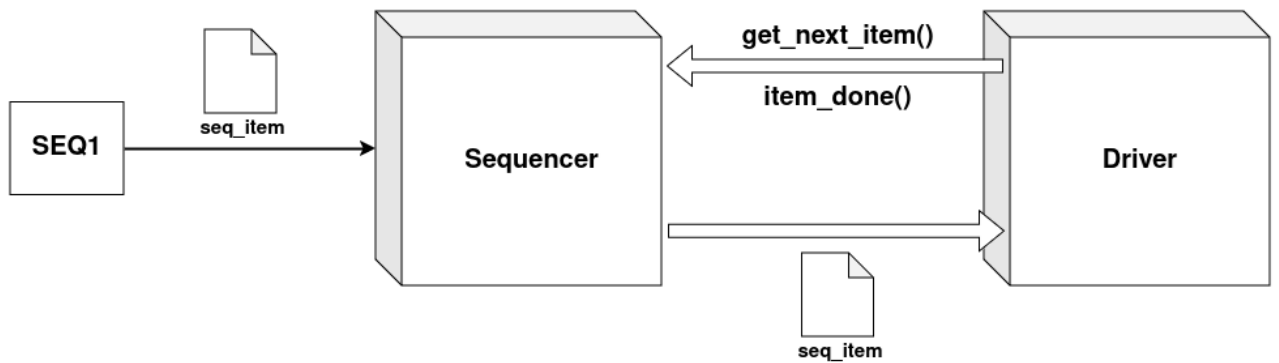 get_next_item()
seq_item
item_done()
SEQ1
Sequencer
Driver
seq_item